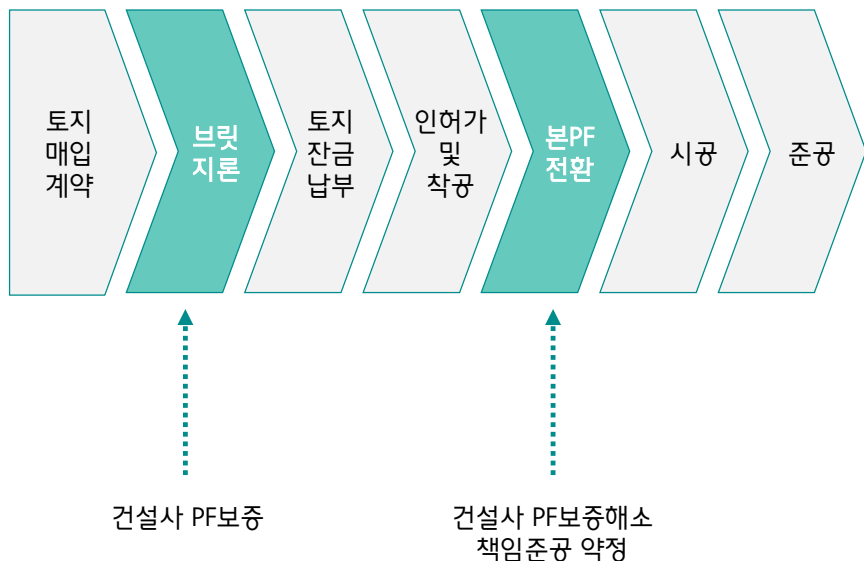 토지
매입
계약
브릿
지론
토지
잔금
납부
인허가
및
착공
본PF
전환
시공
준공
건설사 PF보증
건설사 PF보증해소
책임준공 약정